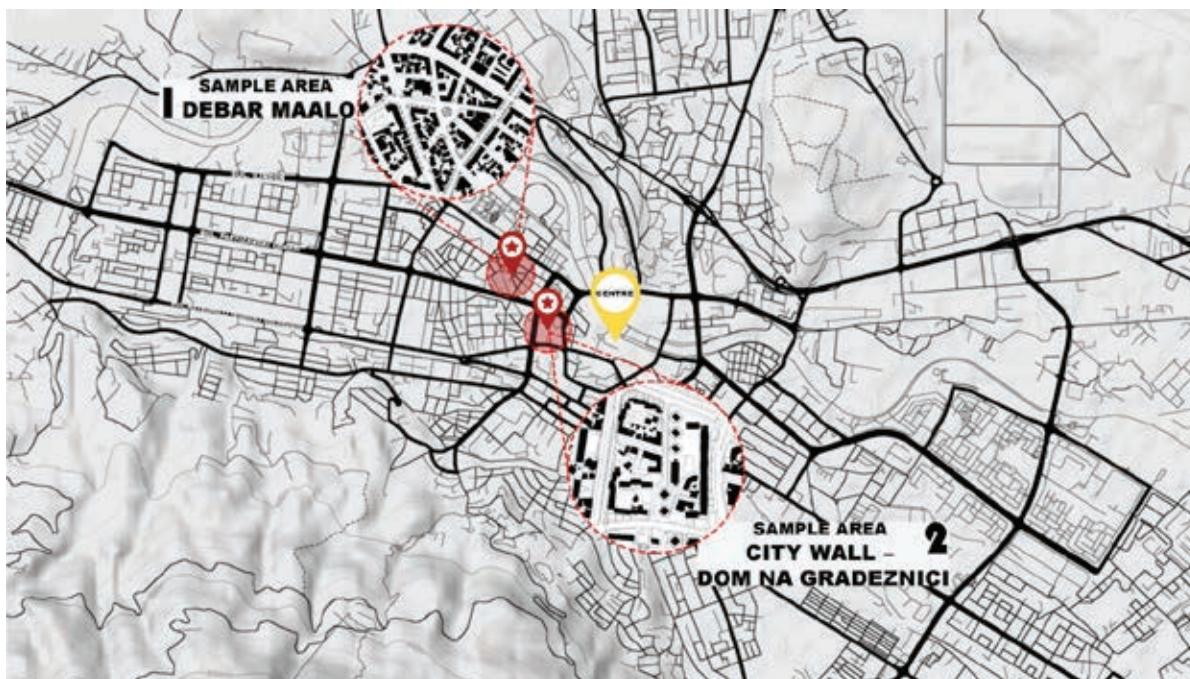 SAMPLE AREA
1 DEBAR MAALO
CENTRE
SAMPLE AREA
2
CITY WALL –
DOM NA GRADEZNICI